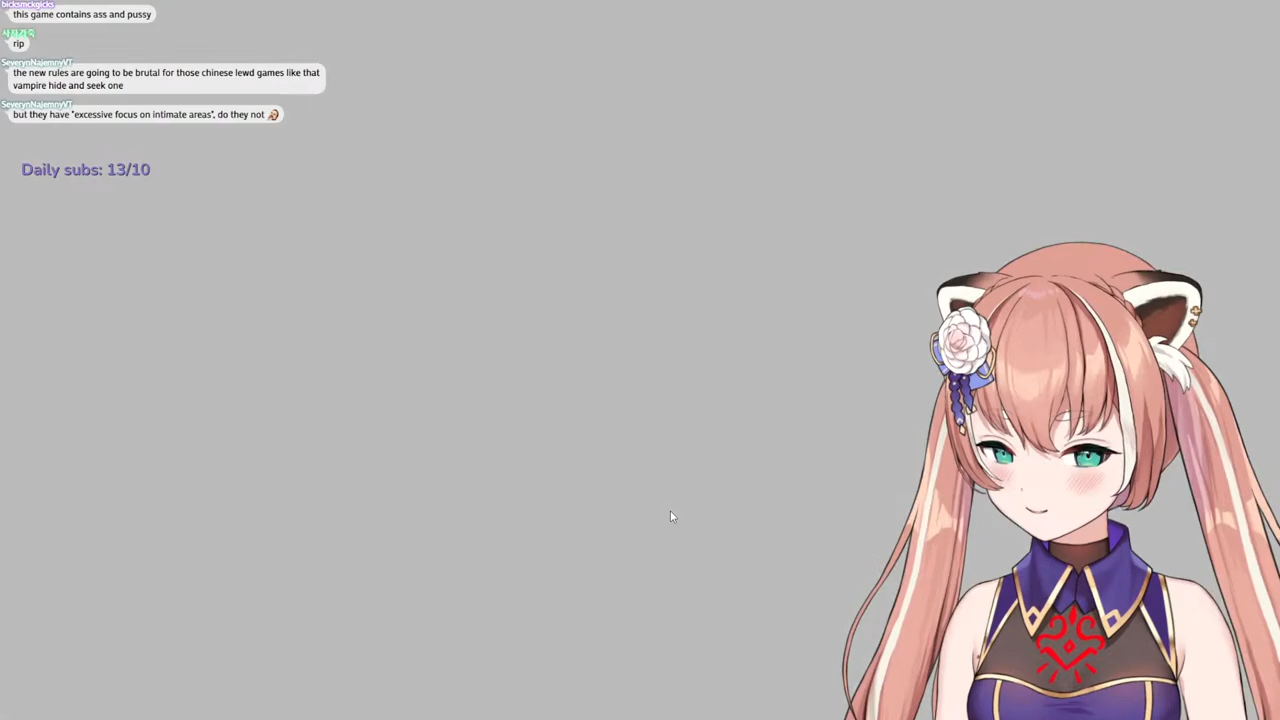 bicksmckgicks
this game contains ass and pussy
rip
SeverynNajemnyVT
the new rules are going to be brutal for those chinese lewd games like that
vampire hide and seek one
SeverynNajemnyVT
but they have "excessive focus on intimate areas", do they not
Daily subs: 13/10